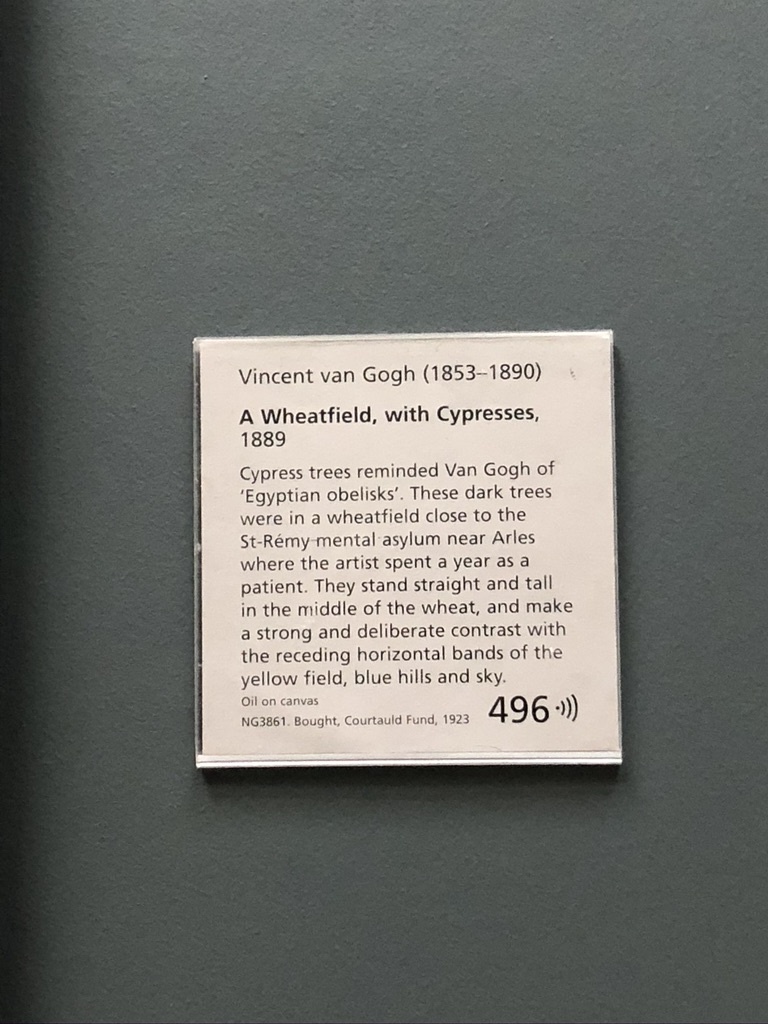 Vincent van Gogh (1853–1890)
A Wheatfield, with Cypresses,
1889
Cypress trees reminded Van Gogh of
‘Egyptian obelisks’. These dark trees
were in a wheatfield close to the
St-Rémy mental asylum near Arles
where the artist spent a year as a
patient. They stand straight and tall
in the middle of the wheat, and make
a strong and deliberate contrast with
the receding horizontal bands of the
yellow field, blue hills and sky.
Oil on canvas
NG3861. Bought, Courtauld Fund, 1923
496